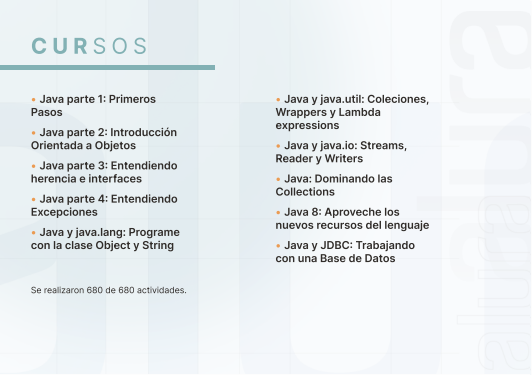 CURSOS
• Java parte 1: Primeros
Pasos
• Java parte 2: Introducción
Orientada a Objetos
• Java parte 3: Entendiendo
herencia e interfaces
• Java parte 4: Entendiendo
Excepciones
• Java y java.lang: Programe
con la clase Object y String
• Java y java.util: Coleciones,
Wrappers y Lambda
expressions
• Java y java.io: Streams,
Reader y Writers
• Java: Dominando las
Collections
• Java 8: Aproveche los
nuevos recursos del lenguaje
• Java y JDBC: Trabajando
con una Base de Datos
Se realizaron 680 de 680 actividades.
alura
alura